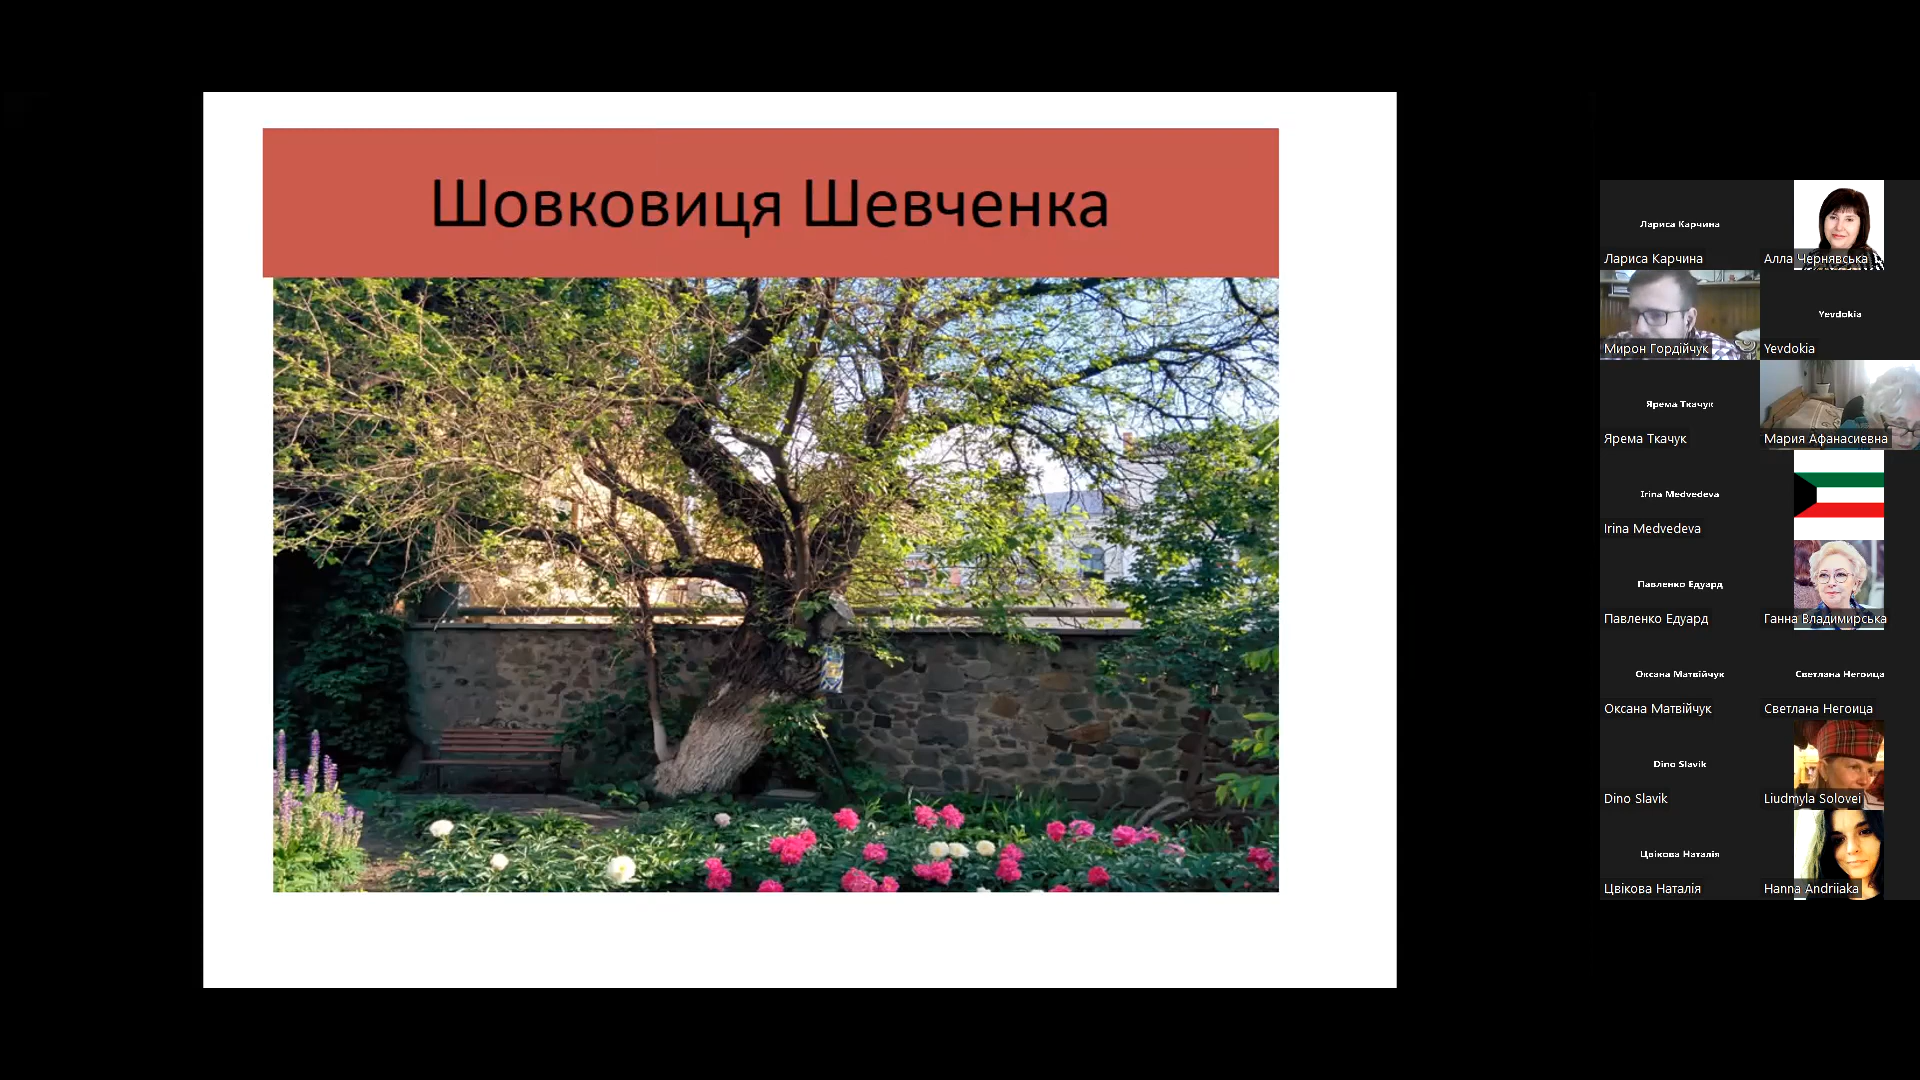 Шовковиця Шевченка
Лариса Карчина
Лариса Карчина
Алла Чернявська
Мирон Гордійчук
Yevdokia
Yevdokia
Ярема Ткачук
Ярема Ткачук
Мария Афанасиевна
Irina Medvedeva
Irina Medvedeva
Павленко Едуард
Павленко Едуард
Ганна Владимирська
Оксана Матвійчук
Оксана Матвійчук
Светлана Негоица
Светлана Негоица
Dino Slavik
Dino Slavik
Liudmyla Solovei
Цвікова Наталія
Цвікова Наталія
Hanna Andriiaka